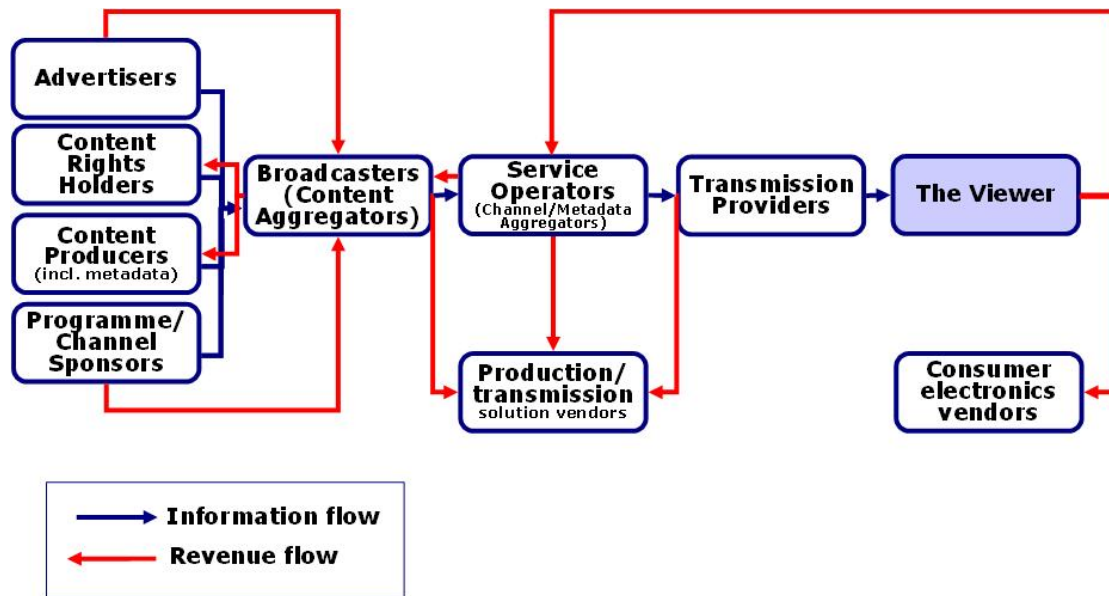 Advertisers
Content
Rights
Holders
Content
Producers
(incl. metadata)
Programme/
Channel
Sponsors
Broadcasters
(Content
Aggregators)
Service
Operators
(Channel/Metadata
Aggregators)
Transmission
Providers
The Viewer
Production/
transmission
solution vendors
Consumer
electronics
vendors
Information flow
Revenue flow